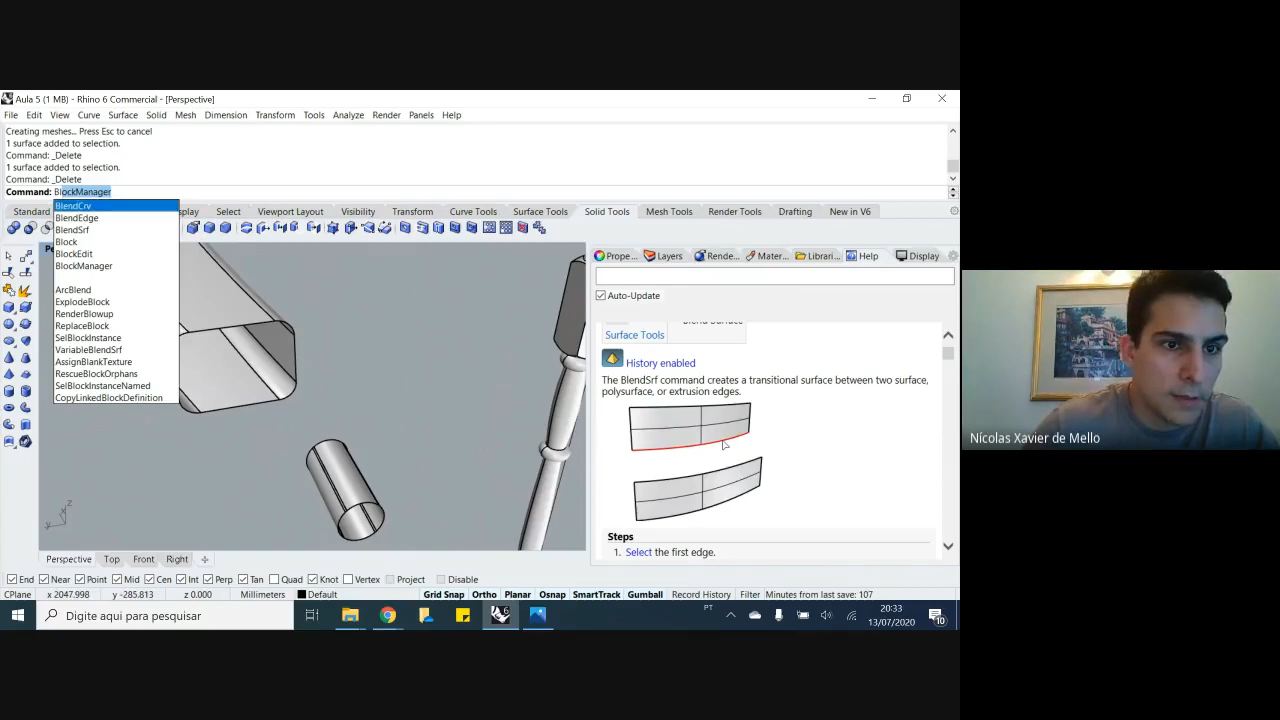 Aula 5 (1 MB) - Rhino 6 Commercial - [Perspective]
File Edit View Curve Surface Solid Mesh Dimension Transform Tools Analyze Render Panels Help
Creating meshes... Press Esc to cancel
1 surface added to selection.
Command: _Delete
1 surface added to selection.
Command: _Delete
Command: BlockManager
Standard play Select Viewport Layout Visibility Transform Curve Tools Surface Tools Solid Tools Mesh Tools Render Tools Drafting New in V6
BlendCrv
BlendEdge
BlendSrf
Block
BlockEdit
BlockManager
ArcBlend
ExplodeBlock
RenderBlowup
ReplaceBlock
SelBlockInstance
VariableBlendSrf
AssignBlankTexture
RescueBlockOrphans
SelBlockInstanceNamed
CopyLinkedBlockDefinition
Prope... Layers Rende... Mater... Librari... Help Display
Auto-Update
Blend Surface
Surface Tools
History enabled
The BlendSrf command creates a transitional surface between two surface,
polysurface, or extrusion edges.
Steps
1. Select the first edge.
z
y
Perspective Top Front Right
End Near Point Mid Cen Int Perp Tan Quad Knot Vertex Project Disable
CPlane x 2047.998 y -285.813 z 0.000 Millimeters Default Grid Snap Ortho Planar Osnap SmartTrack Gumball Record History Filter Minutes from last save: 107
Digite aqui para pesquisar
PT
20:33
13/07/2020
10
Nícolas Xavier de Mello